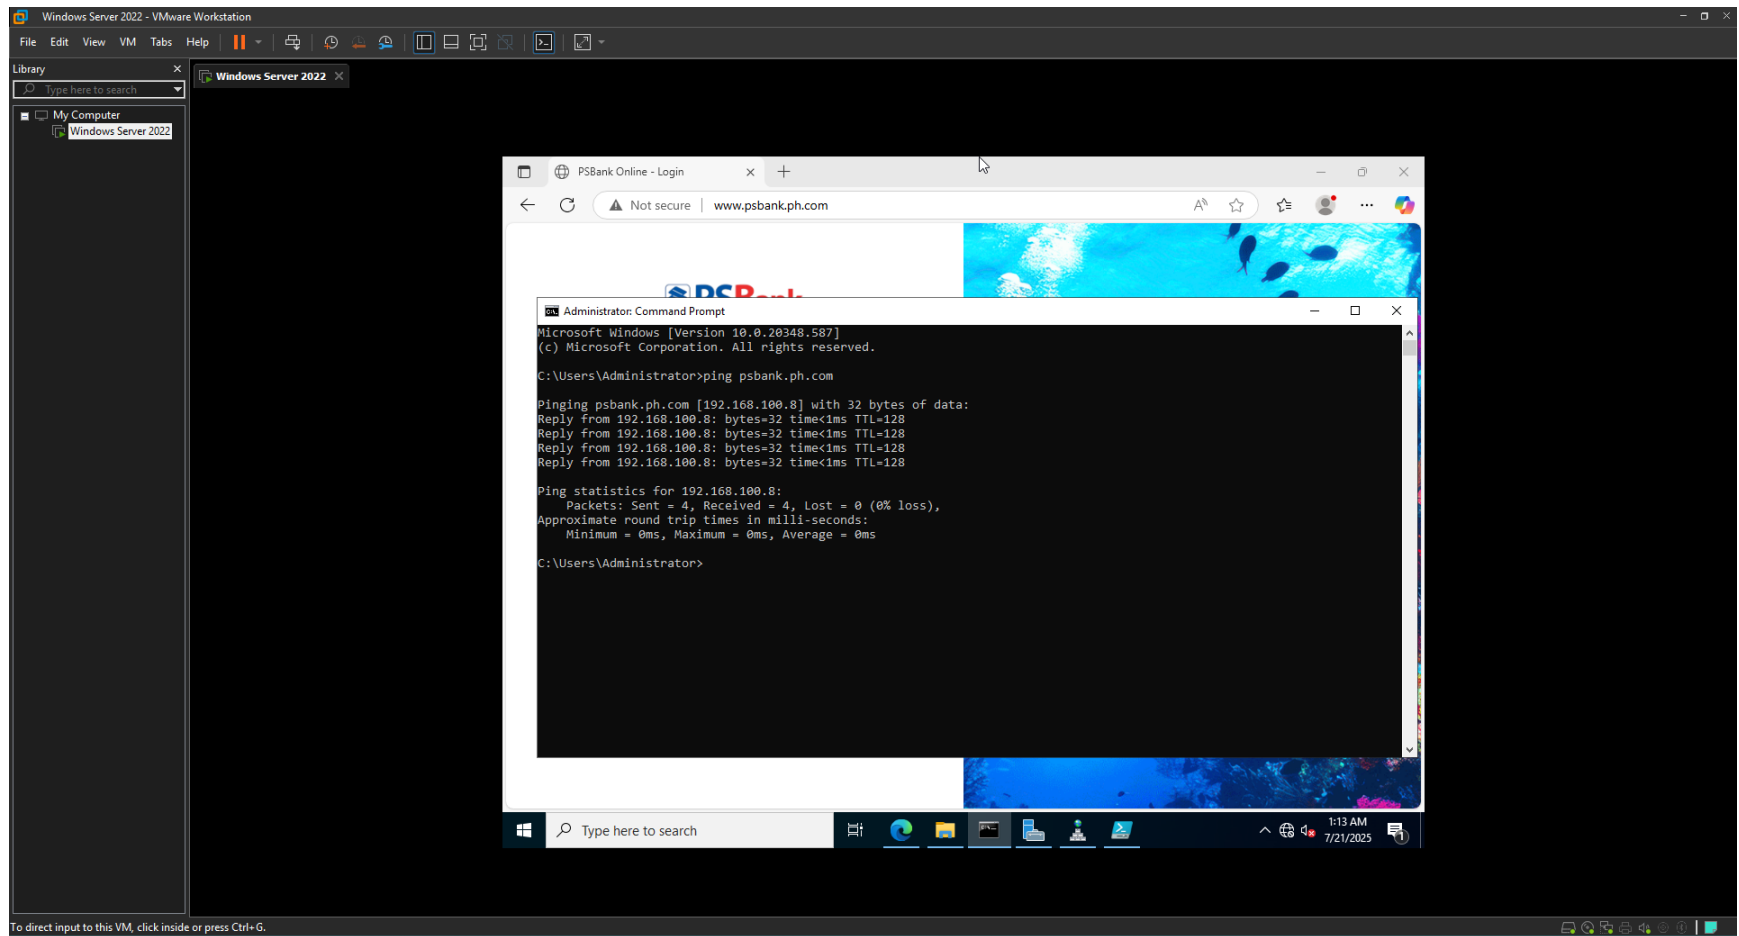 Windows Server 2022 - VMware Workstation
File Edit View VM Tabs Help
Library
Windows Server 2022
Type here to search
My Computer
Windows Server 2022
PSBank Online - Login
Not secure
www.psbank.ph.com
PSBank
Administrator: Command Prompt
Microsoft Windows [Version 10.0.20348.587]
(c) Microsoft Corporation. All rights reserved.
C:\Users\Administrator>ping psbank.ph.com
Pinging psbank.ph.com [192.168.100.8] with 32 bytes of data:
Reply from 192.168.100.8: bytes=32 time<1ms TTL=128
Reply from 192.168.100.8: bytes=32 time<1ms TTL=128
Reply from 192.168.100.8: bytes=32 time<1ms TTL=128
Reply from 192.168.100.8: bytes=32 time<1ms TTL=128
Ping statistics for 192.168.100.8:
Packets: Sent = 4, Received = 4, Lost = 0 (0% loss),
Approximate round trip times in milli-seconds:
Minimum = 0ms, Maximum = 0ms, Average = 0ms
C:\Users\Administrator>
Type here to search
1:13 AM
7/21/2025
1
To direct input to this VM, click inside or press Ctrl+G.